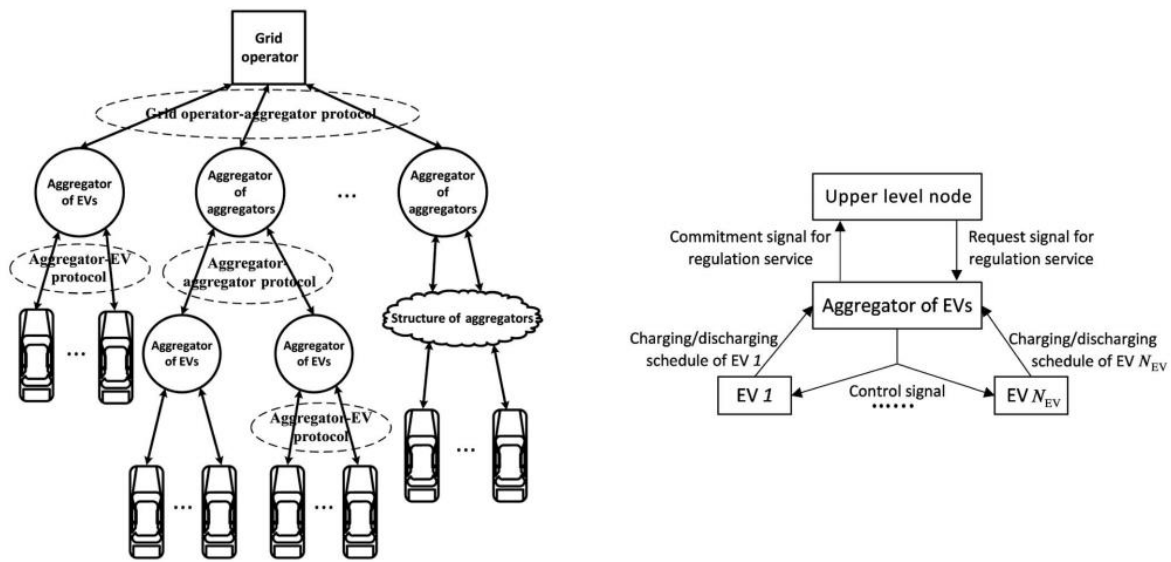 Grid
operator
Grid operator-aggregator protocol
Aggregator
of EVs
Aggregator
of
aggregators
...
Aggregator
of
aggregators
Aggregator-EV
protocol
Aggregator-
aggregator protocol
Structure of aggregators
...
Aggregator
of EVs
Aggregator
of EVs
Aggregator-EV
protocol
...
...
...
Upper level node
Commitment signal for
regulation service
Request signal for
regulation service
Aggregator of EVs
Charging/discharging
schedule of EV 1
Charging/discharging
schedule of EV N_EV
EV 1
Control signal
......
EV N_EV